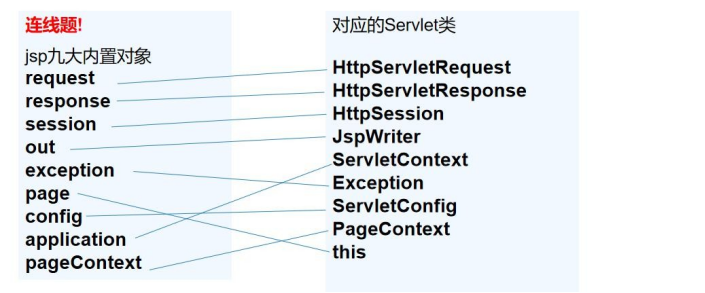 连线题!
jsp九大内置对象
request
response
session
out
exception
page
config
application
pageContext
对应的Servlet类
HttpServletRequest
HttpServletResponse
HttpSession
JspWriter
ServletContext
Exception
ServletConfig
PageContext
this